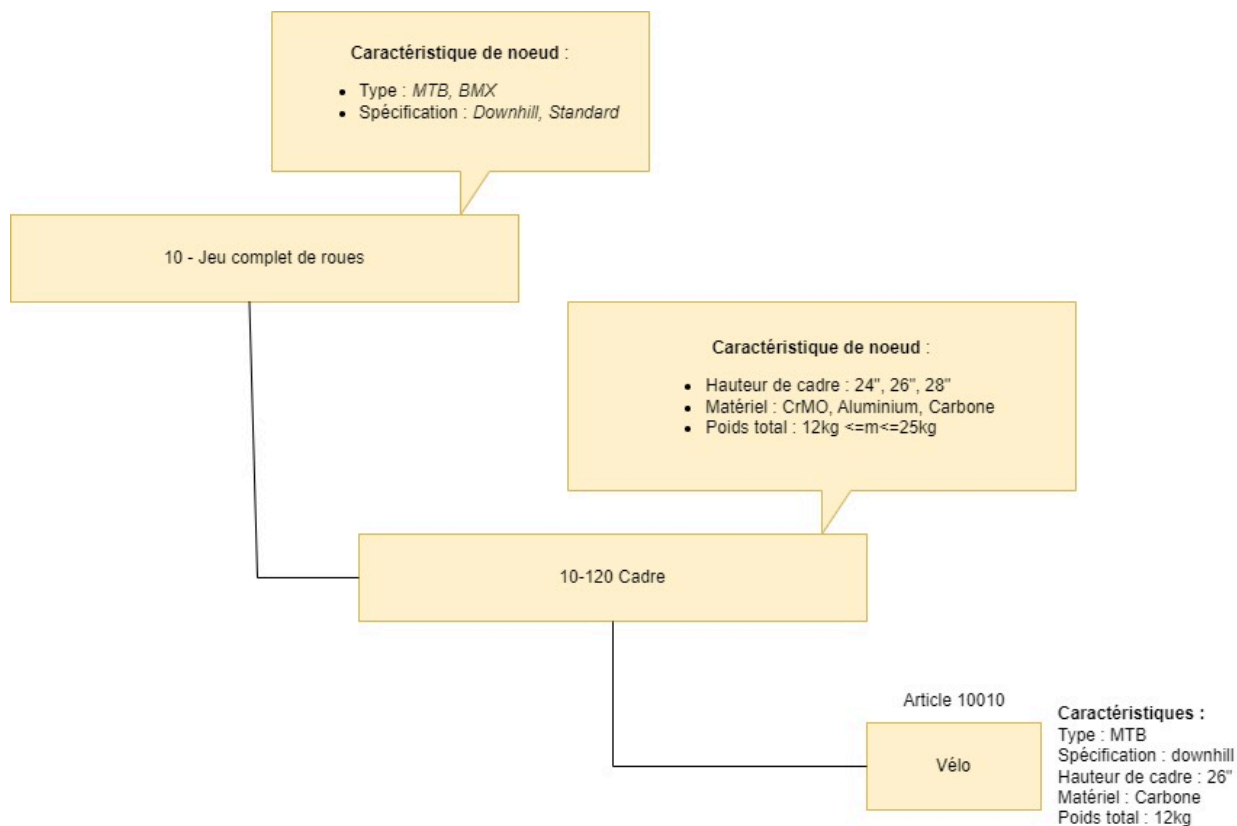 Caractéristique de noeud :
• Type : MTB, BMX
• Spécification : Downhill, Standard
10 - Jeu complet de roues
Caractéristique de noeud :
• Hauteur de cadre : 24", 26", 28"
• Matériel : CrMO, Aluminium, Carbone
• Poids total : 12kg <=m<=25kg
10-120 Cadre
Article 10010
Vélo
Caractéristiques :
Type : MTB
Spécification : downhill
Hauteur de cadre : 26"
Matériel : Carbone
Poids total : 12kg